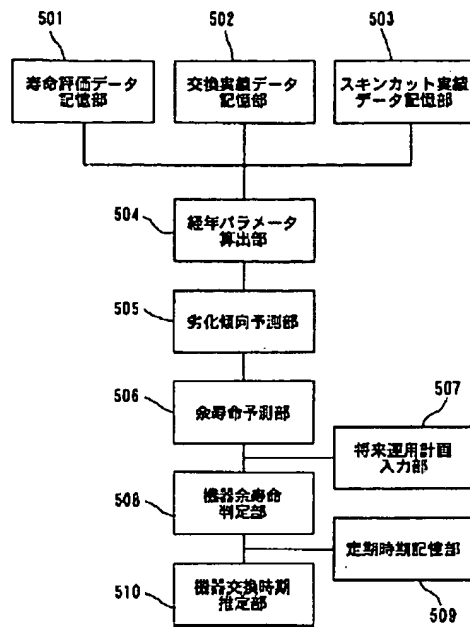 501
502
503
寿命評価データ
記憶部
交換実績データ
記憶部
スキンカット実績
データ記憶部
504
経年パラメータ
算出部
505
劣化傾向予測部
506
余寿命予測部
507
将来運用計画
入力部
508
機器余寿命
判定部
定期時期記憶部
509
510
機器交換時期
推定部